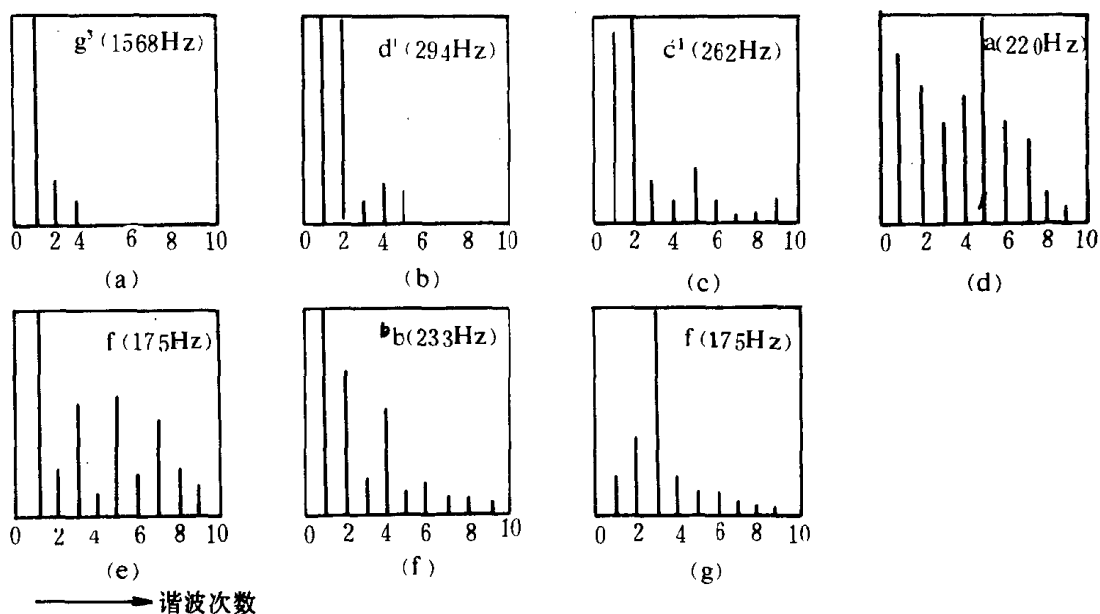 g³(1568Hz)
d¹(294Hz)
c¹(262Hz)
a(220Hz)
0 2 4 6 8 10
0 2 4 6 8 10
0 2 4 6 8 10
0 2 4 6 8 10
(a)
(b)
(c)
(d)
f(175Hz)
ᵇb(233Hz)
f(175Hz)
0 2 4 6 8 10
0 2 4 6 8 10
0 2 4 6 8 10
(e)
(f)
(g)
谐波次数